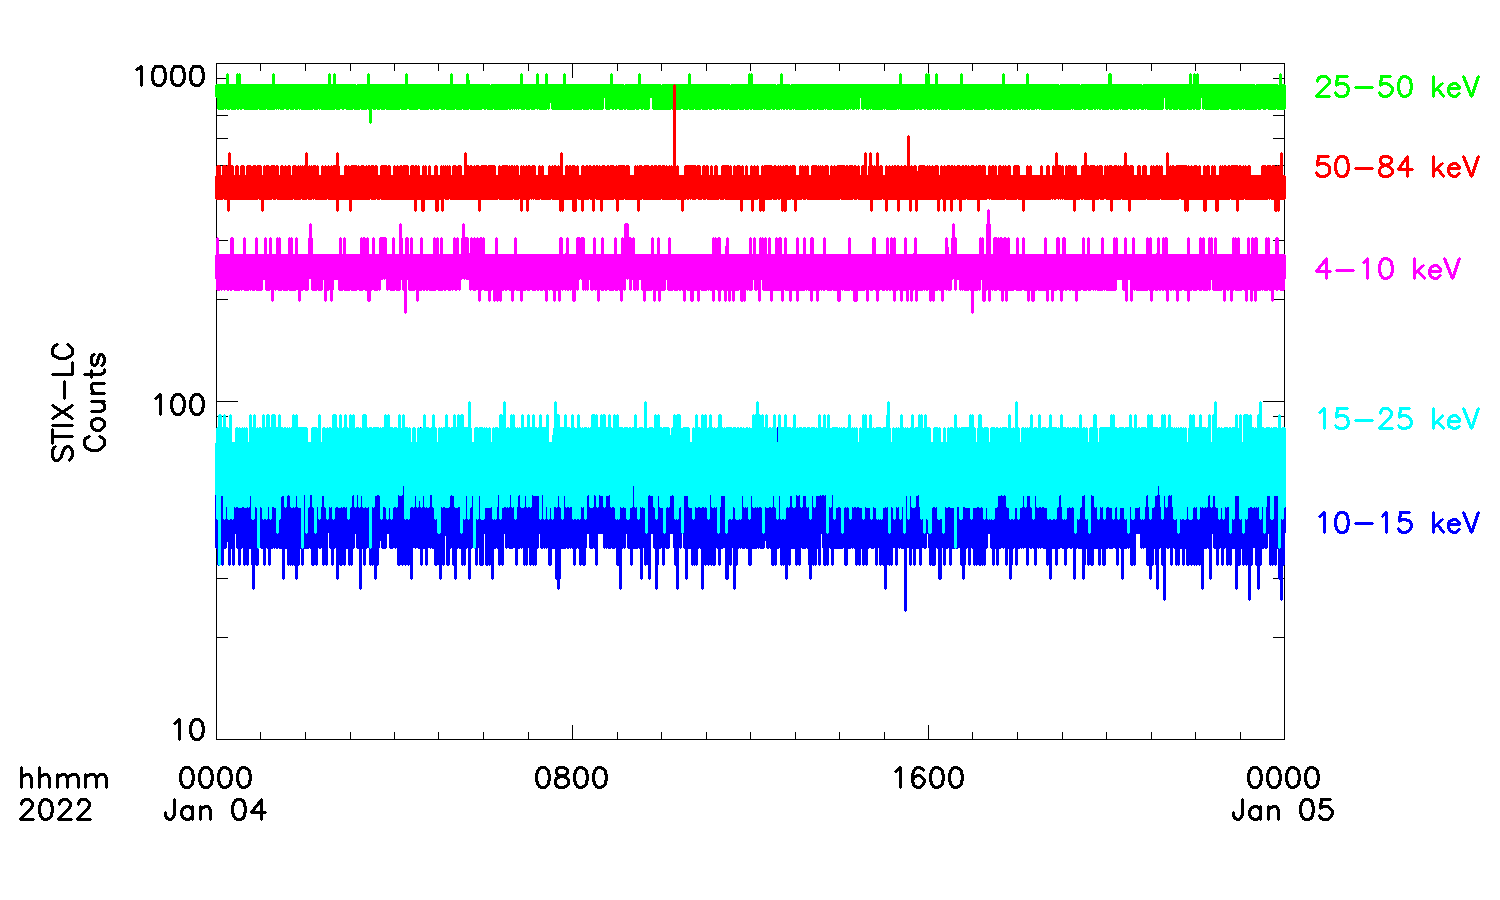 1000
100
10
STIX-LC
Counts
25-50 keV
50-84 keV
4-10 keV
15-25 keV
10-15 keV
hhmm 0000 0800 1600 0000
2022 Jan 04 Jan 05